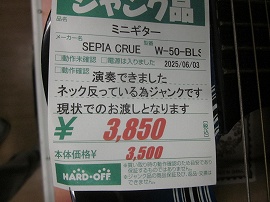 ジャンク品
品名
ミニギター
メーカー名
SEPIA CRUE 型番 W-50-BLS
□動作未確認 □電源は入りました 2025/06/03
□動作確認
演奏できました
ネック反っている為ジャンクです
現状でのお渡しとなります
¥ 3,850 (税込)
本体価格¥ 3,500
HARD・OFF